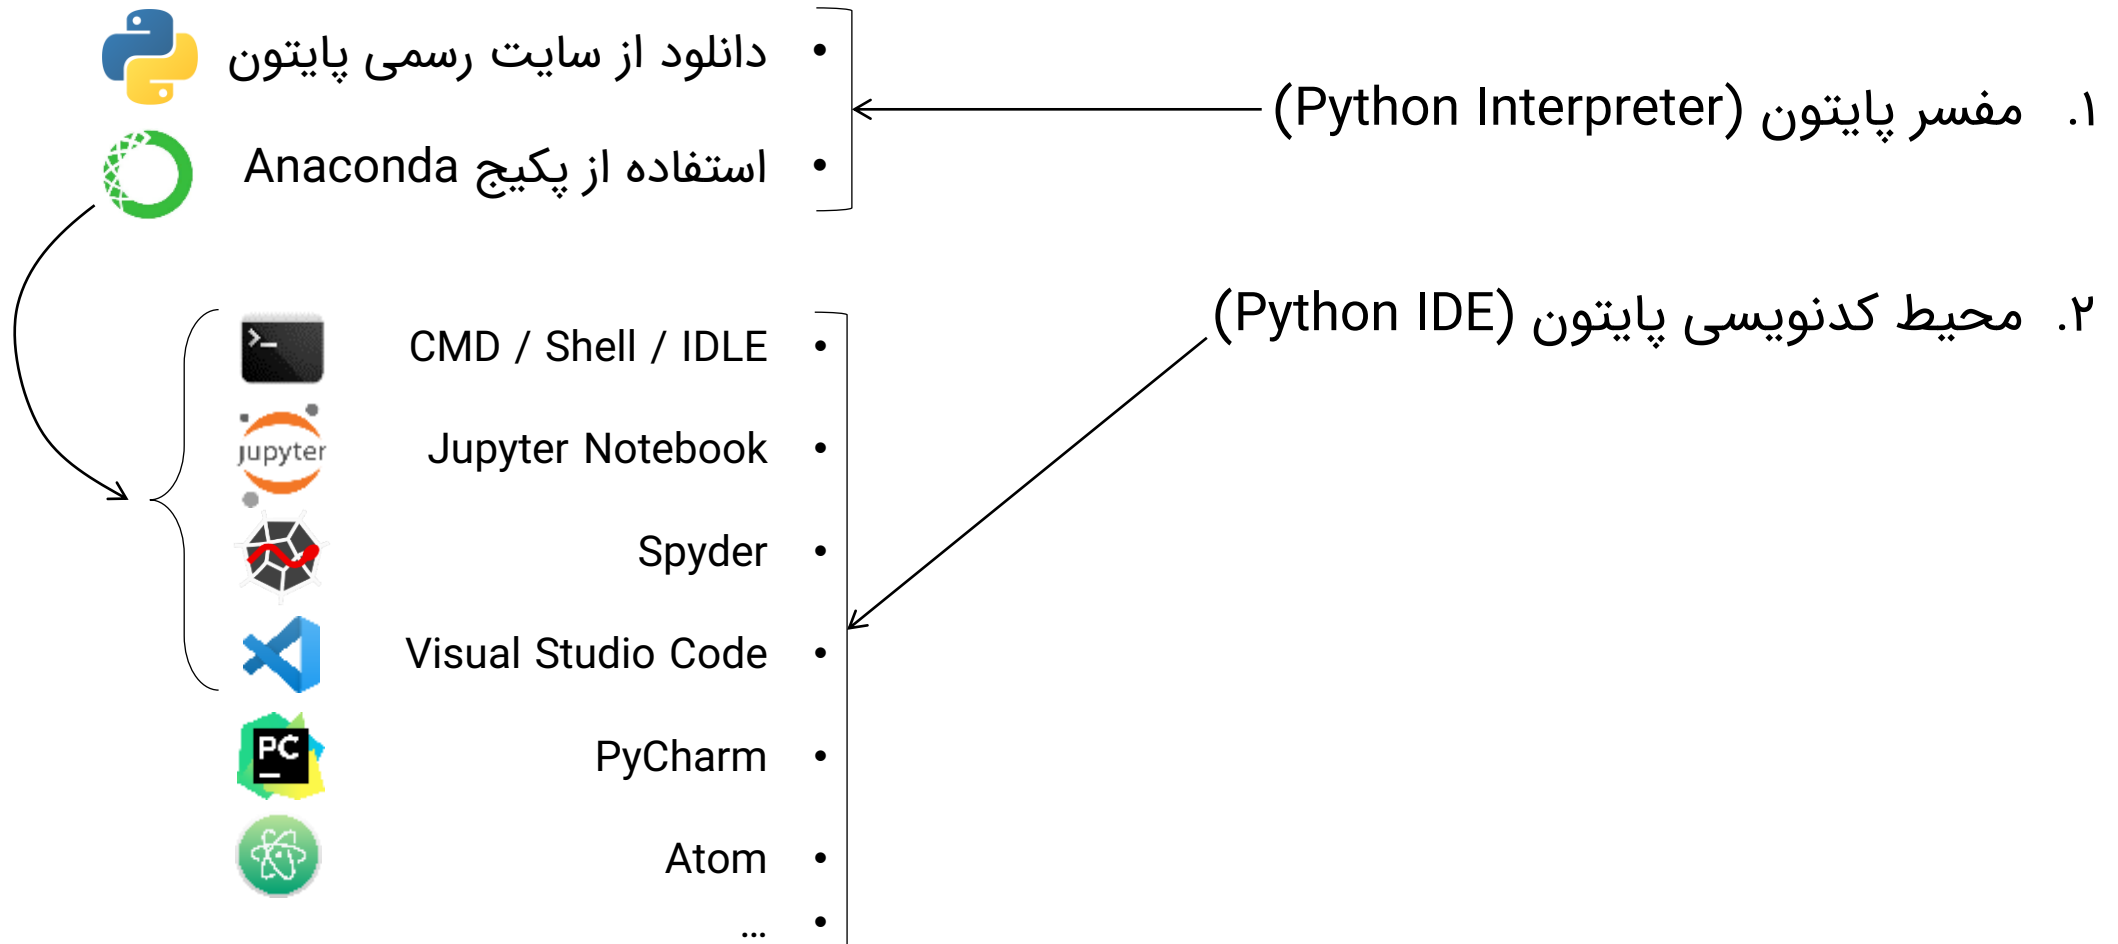 ۱. مفسر پایتون (Python Interpreter)
• دانلود از سایت رسمی پایتون
• استفاده از پکیج Anaconda
۲. محیط کدنویسی پایتون (Python IDE)
• CMD / Shell / IDLE
• Jupyter Notebook
jupyter
• Spyder
• Visual Studio Code
• PyCharm
PC
• Atom
• ...